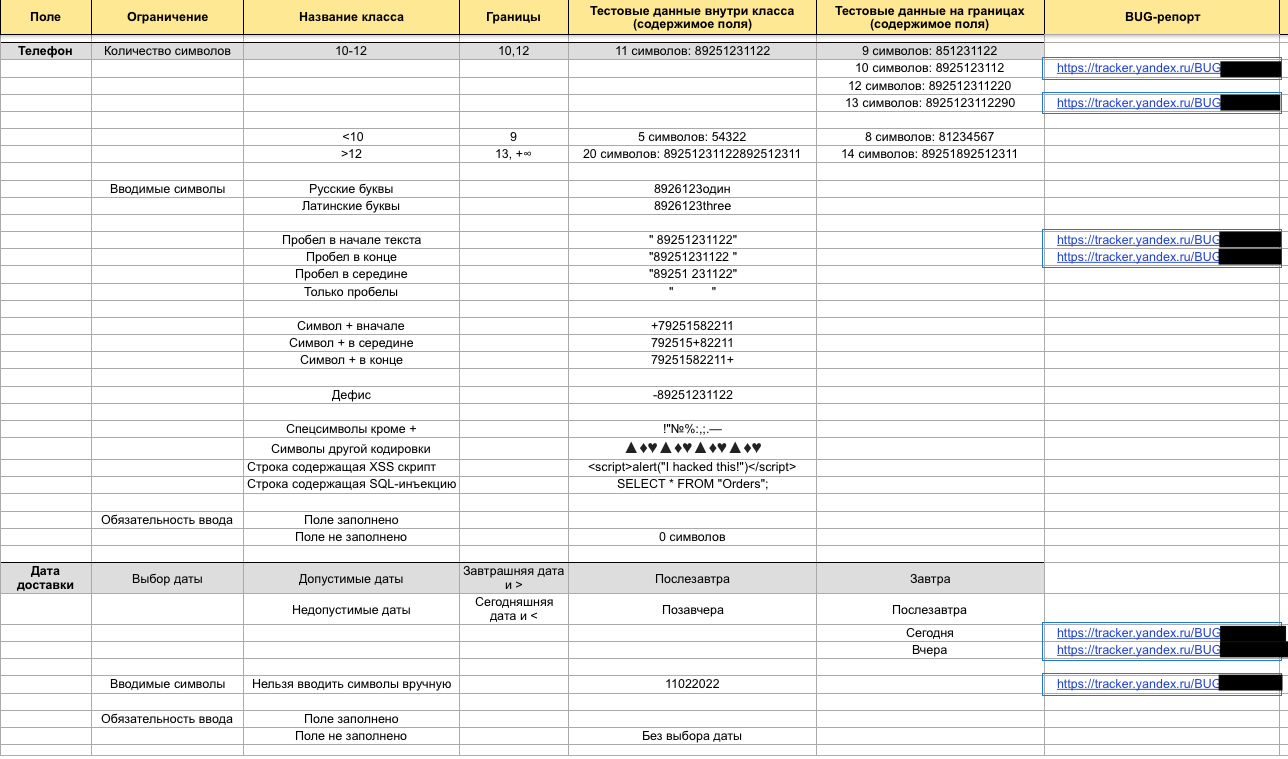 Поле Ограничение Название класса Границы Тестовые данные внутри класса (содержимое поля) Тестовые данные на границах (содержимое поля) BUG-репорт
Телефон Количество символов 10-12 10,12 11 символов: 89251231122 9 символов: 851231122
10 символов: 8925123112 https://tracker.yandex.ru/BUG
12 символов: 892512311220
13 символов: 8925123112290 https://tracker.yandex.ru/BUG
<10 9 5 символов: 54322 8 символов: 81234567
>12 13, +∞ 20 символов: 89251231122892512311 14 символов: 89251892512311
Вводимые символы Русские буквы 8926123один
Латинские буквы 8926123three
Пробел в начале текста " 89251231122" https://tracker.yandex.ru/BUG
Пробел в конце "89251231122 " https://tracker.yandex.ru/BUG
Пробел в середине "89251 231122"
Только пробелы " "
Символ + вначале +79251582211
Символ + в середине 792515+82211
Символ + в конце 79251582211+
Дефис -89251231122
Спецсимволы кроме + !"№%:,;.—
Символы другой кодировки ▲♦♥▲♦♥▲♦♥▲♦♥
Строка содержащая XSS скрипт <script>alert("I hacked this!")</script>
Строка содержащая SQL-инъекцию SELECT * FROM "Orders";
Обязательность ввода Поле заполнено
Поле не заполнено 0 символов
Дата доставки Выбор даты Допустимые даты Завтрашняя дата и > Послезавтра Завтра
Недопустимые даты Сегодняшняя дата и < Позавчера Послезавтра
Сегодня https://tracker.yandex.ru/BUG
Вчера https://tracker.yandex.ru/BUG
Вводимые символы Нельзя вводить символы вручную 11022022 https://tracker.yandex.ru/BUG
Обязательность ввода Поле заполнено
Поле не заполнено Без выбора даты